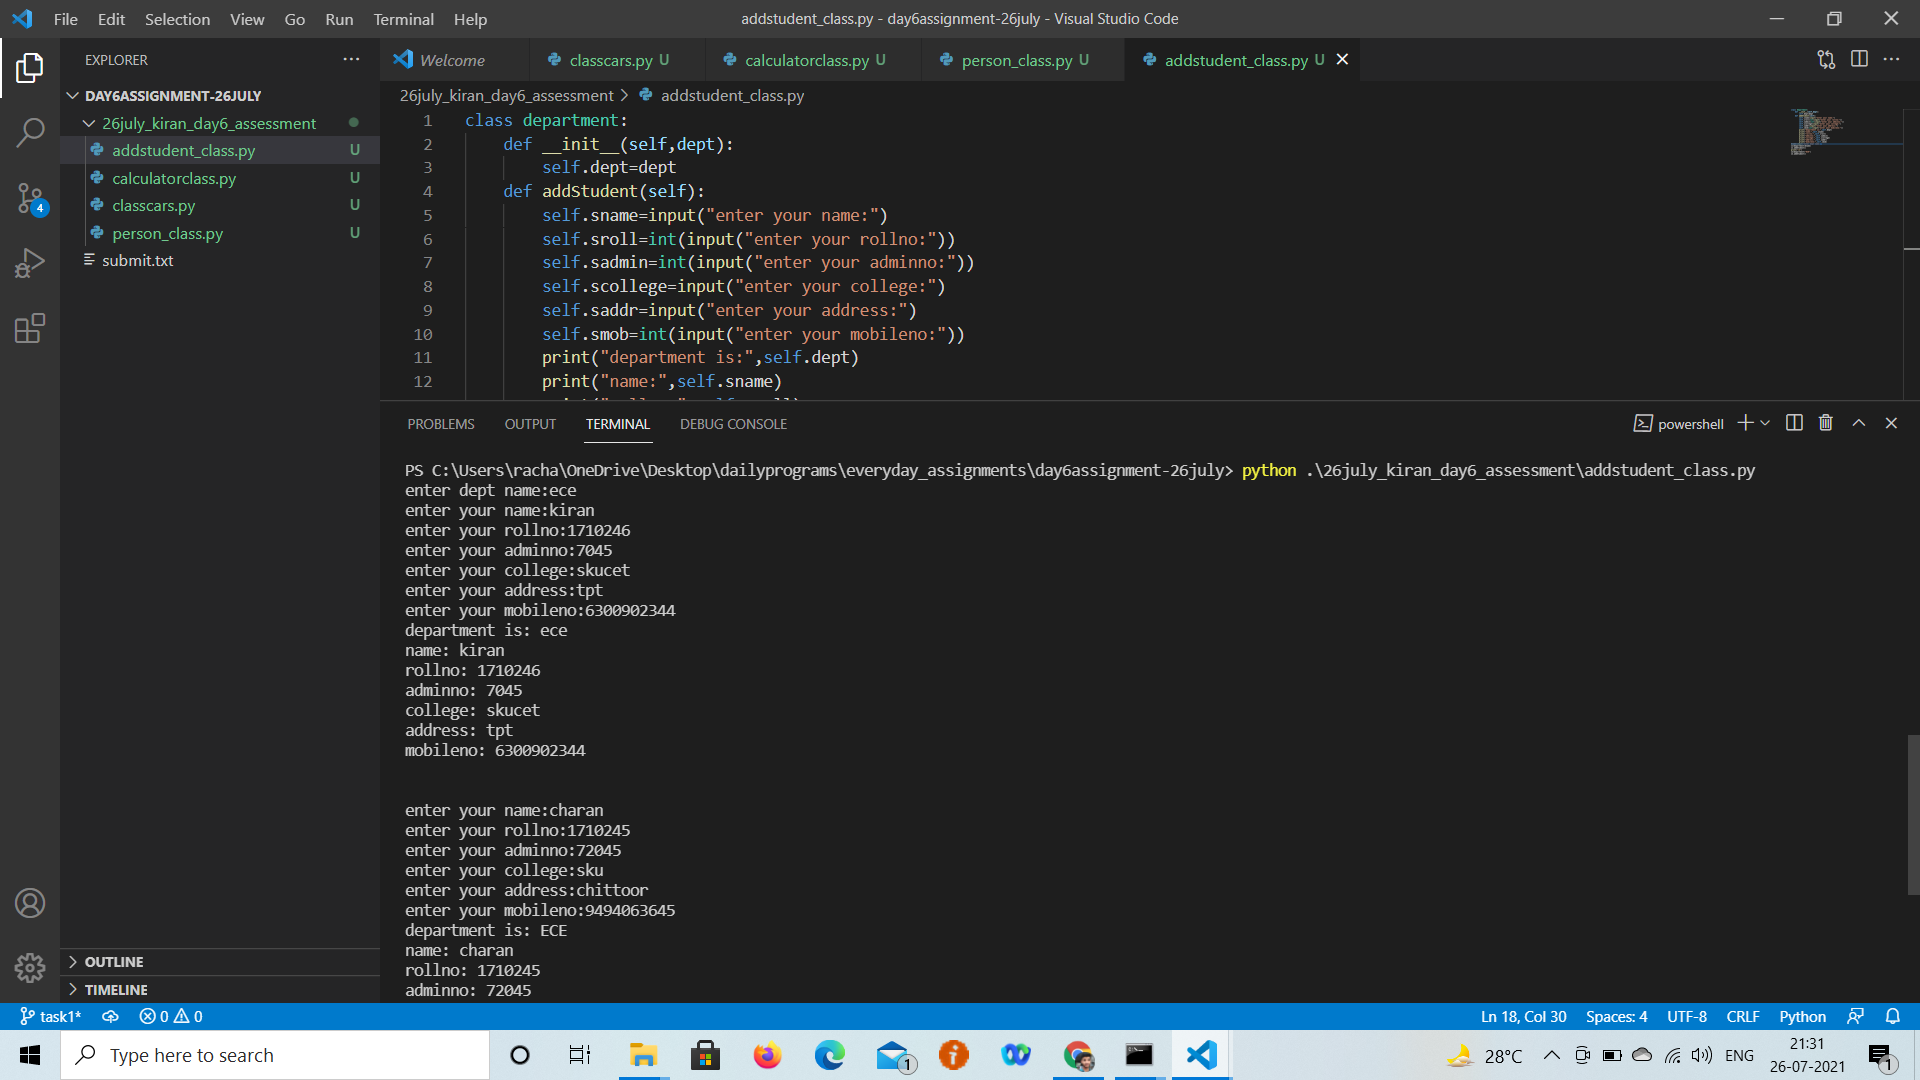 File Edit Selection View Go Run Terminal Help
addstudent_class.py - day6assignment-26july - Visual Studio Code
EXPLORER
DAY6ASSIGNMENT-26JULY
26july_kiran_day6_assessment
addstudent_class.py U
calculatorclass.py U
classcars.py U
person_class.py U
submit.txt
4
OUTLINE
TIMELINE
Welcome classcars.py U calculatorclass.py U person_class.py U addstudent_class.py U
26july_kiran_day6_assessment > addstudent_class.py
1 class department:
2 def __init__(self,dept):
3 self.dept=dept
4 def addStudent(self):
5 self.sname=input("enter your name:")
6 self.sroll=int(input("enter your rollno:"))
7 self.sadmin=int(input("enter your adminno:"))
8 self.scollege=input("enter your college:")
9 self.saddr=input("enter your address:")
10 self.smob=int(input("enter your mobileno:"))
11 print("department is:",self.dept)
12 print("name:",self.sname)
PROBLEMS OUTPUT TERMINAL DEBUG CONSOLE
powershell
PS C:\Users\racha\OneDrive\Desktop\dailyprograms\everyday_assignments\day6assignment-26july> python .\26july_kiran_day6_assessment\addstudent_class.py
enter dept name:ece
enter your name:kiran
enter your rollno:1710246
enter your adminno:7045
enter your college:skucet
enter your address:tpt
enter your mobileno:6300902344
department is: ece
name: kiran
rollno: 1710246
adminno: 7045
college: skucet
address: tpt
mobileno: 6300902344
enter your name:charan
enter your rollno:1710245
enter your adminno:72045
enter your college:sku
enter your address:chittoor
enter your mobileno:9494063645
department is: ECE
name: charan
rollno: 1710245
adminno: 72045
task1* 0 0
Ln 18, Col 30 Spaces: 4 UTF-8 CRLF Python
Type here to search
1
28°C
ENG
21:31
26-07-2021
1